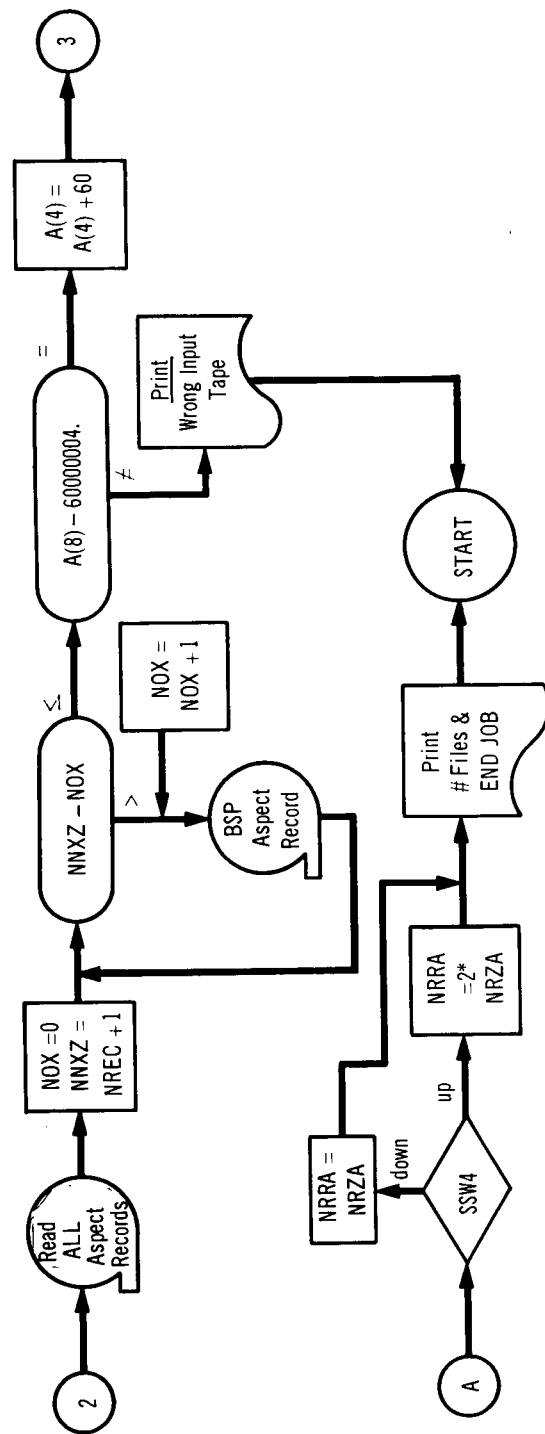 2
Read
ALL
Aspect
Records
NOX =0
NNXZ =
NREC + 1
NNXZ – NOX
≤
>
NOX =
NOX + 1
BSP
Aspect
Record
A(8) – 60000004.
=
≠
Print
Wrong Input
Tape
A(4) =
A(4) + 60
3
A
SSW4
down
up
NRRA =
NRZA
NRRA
=2*
NRZA
Print
# Files &
END JOB
START